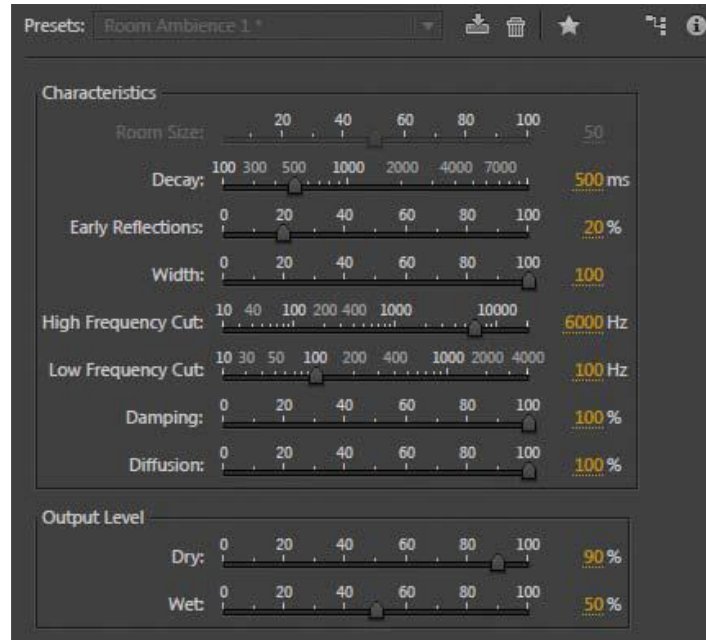 Presets: Room Ambience 1 *
Characteristics
20 40 60 80 100
Room Size: 50
100 300 500 1000 2000 4000 7000
Decay: 500 ms
0 20 40 60 80 100
Early Reflections: 20 %
0 20 40 60 80 100
Width: 100
10 40 100 200 400 1000 10000
High Frequency Cut: 6000 Hz
10 30 50 100 200 400 1000 2000 4000
Low Frequency Cut: 100 Hz
0 20 40 60 80 100
Damping: 100 %
0 20 40 60 80 100
Diffusion: 100 %
Output Level
0 20 40 60 80 100
Dry: 90 %
0 20 40 60 80 100
Wet: 50 %